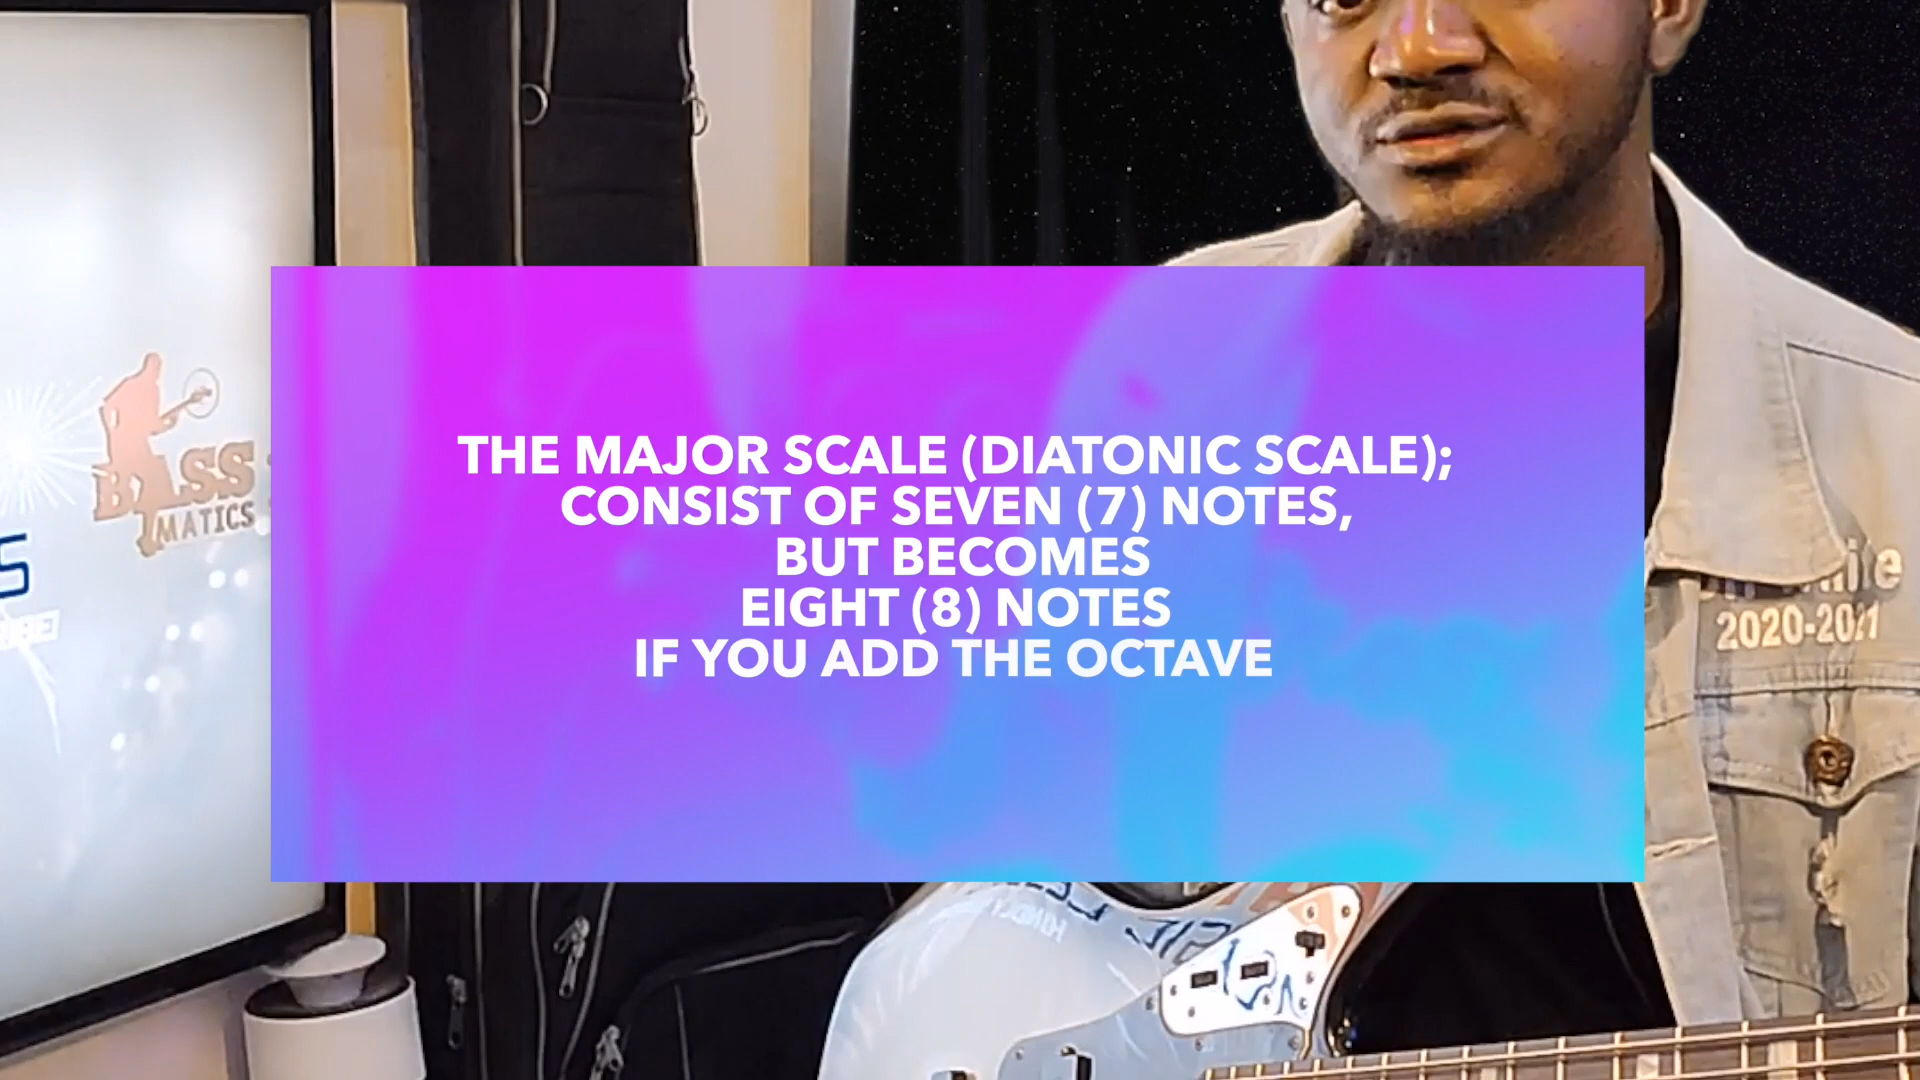 THE MAJOR SCALE (DIATONIC SCALE);
CONSIST OF SEVEN (7) NOTES,
BUT BECOMES
EIGHT (8) NOTES
IF YOU ADD THE OCTAVE
BASS
MATICS
S
2020-2021